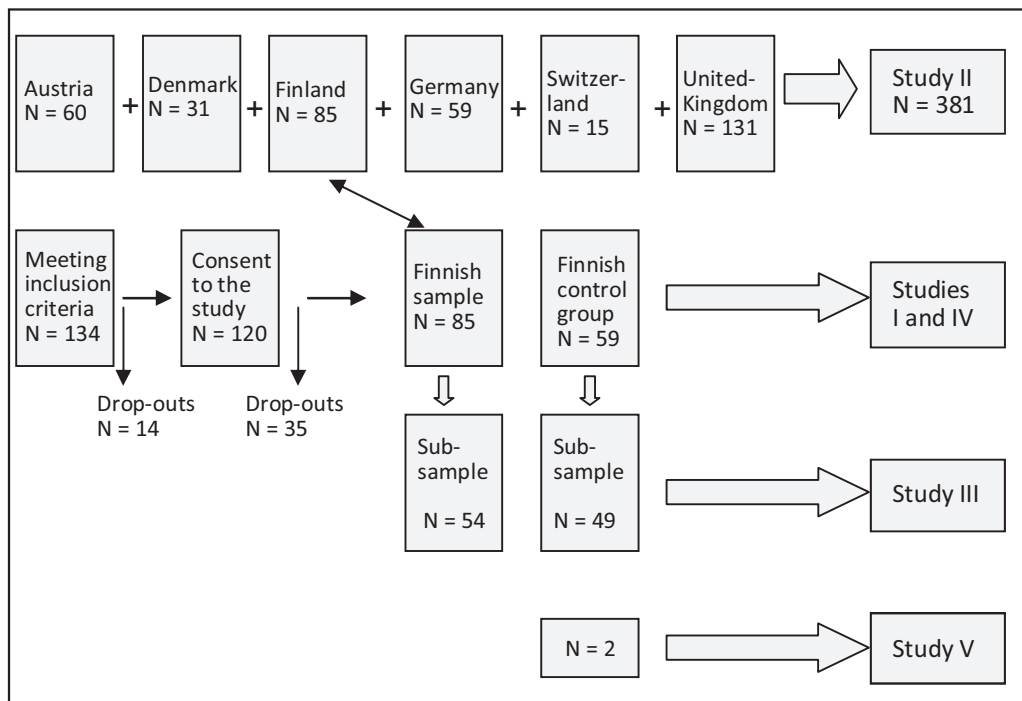 Austria
N = 60
+
Denmark
N = 31
+
Finland
N = 85
+
Germany
N = 59
+
Switzer-
land
N = 15
+
United-
Kingdom
N = 131
Study II
N = 381
Meeting
inclusion
criteria
N = 134
Consent
to the
study
N = 120
Finnish
sample
N = 85
Finnish
control
group
N = 59
Studies
I and IV
Drop-outs
N = 14
Drop-outs
N = 35
Sub-
sample
N = 54
Sub-
sample
N = 49
Study III
N = 2
Study V